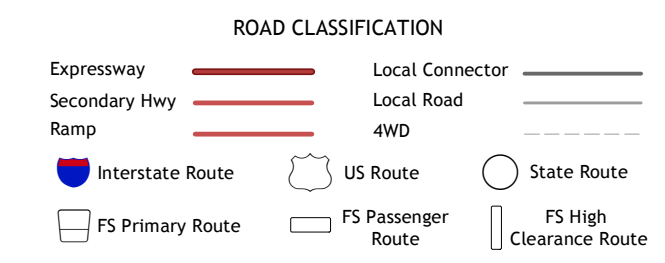 ROAD CLASSIFICATION
Expressway
Local Connector
Secondary Hwy
Local Road
Ramp
4WD
Interstate Route
US Route
State Route
FS Primary Route
FS Passenger
Route
FS High
Clearance Route